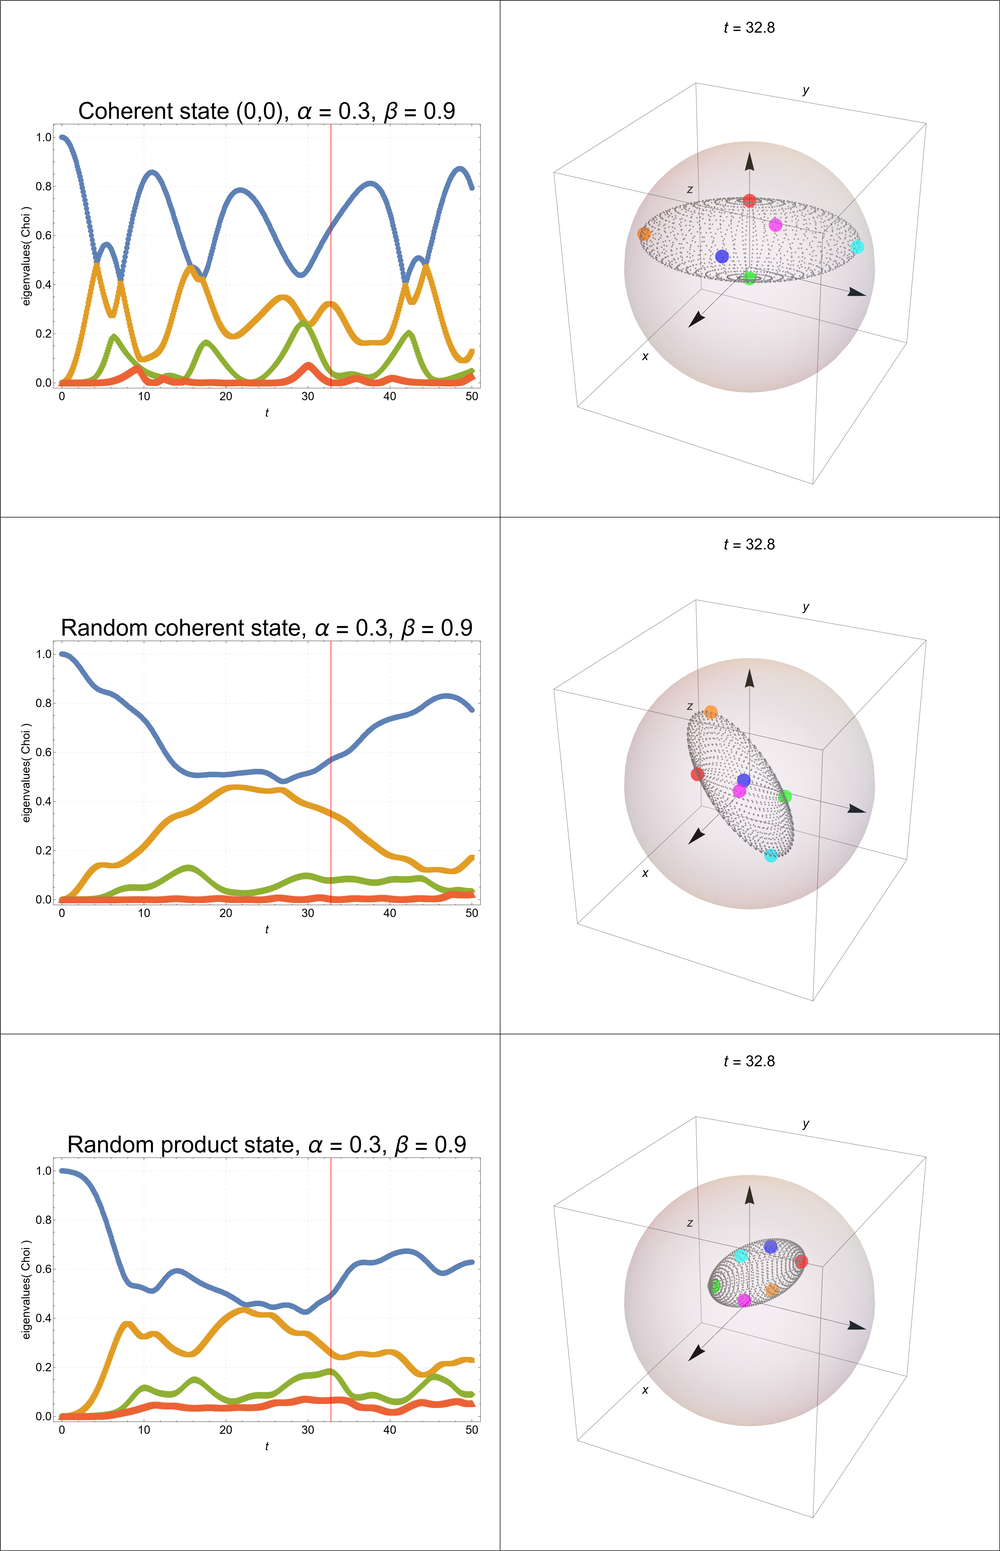 t = 32.8
Coherent state (0,0), α = 0.3, β = 0.9
eigenvalues( Choi )
1.0
0.8
0.6
0.4
0.2
0.0
0
10
20
30
40
50
t
y
z
x
t = 32.8
Random coherent state, α = 0.3, β = 0.9
eigenvalues( Choi )
1.0
0.8
0.6
0.4
0.2
0.0
0
10
20
30
40
50
t
y
z
x
t = 32.8
Random product state, α = 0.3, β = 0.9
eigenvalues( Choi )
1.0
0.8
0.6
0.4
0.2
0.0
0
10
20
30
40
50
t
y
z
x